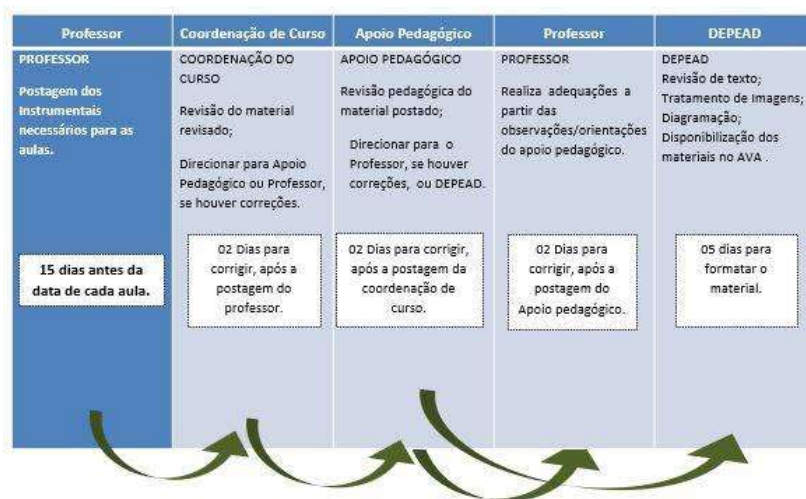 Professor
Coordenação de Curso
Apoio Pedagógico
Professor
DEPEAD
PROFESSOR
Postagem dos
Instrumentais
necessários para as
aulas.
15 dias antes da
data de cada aula.
COORDENAÇÃO DO
CURSO
Revisão do material
revisado;
Direcionar para Apoio
Pedagógico ou Professor,
se houver correções.
02 Dias para
corrigir, após a
postagem do
professor.
APOIO PEDAGÓGICO
Revisão pedagógica do
material postado;
Direcionar para o
Professor, se houver
correções, ou DEPEAD.
02 Dias para corrigir,
após a postagem da
coordenação de
curso.
PROFESSOR
Realiza adequações a
partir das
observações/orientações
do apoio pedagógico.
02 Dias para
corrigir, após a
postagem do
Apoio pedagógico.
DEPEAD
Revisão de texto;
Tratamento de Imagens;
Diagramação;
Disponibilização dos
materiais no AVA .
05 dias para
formatar o
material.